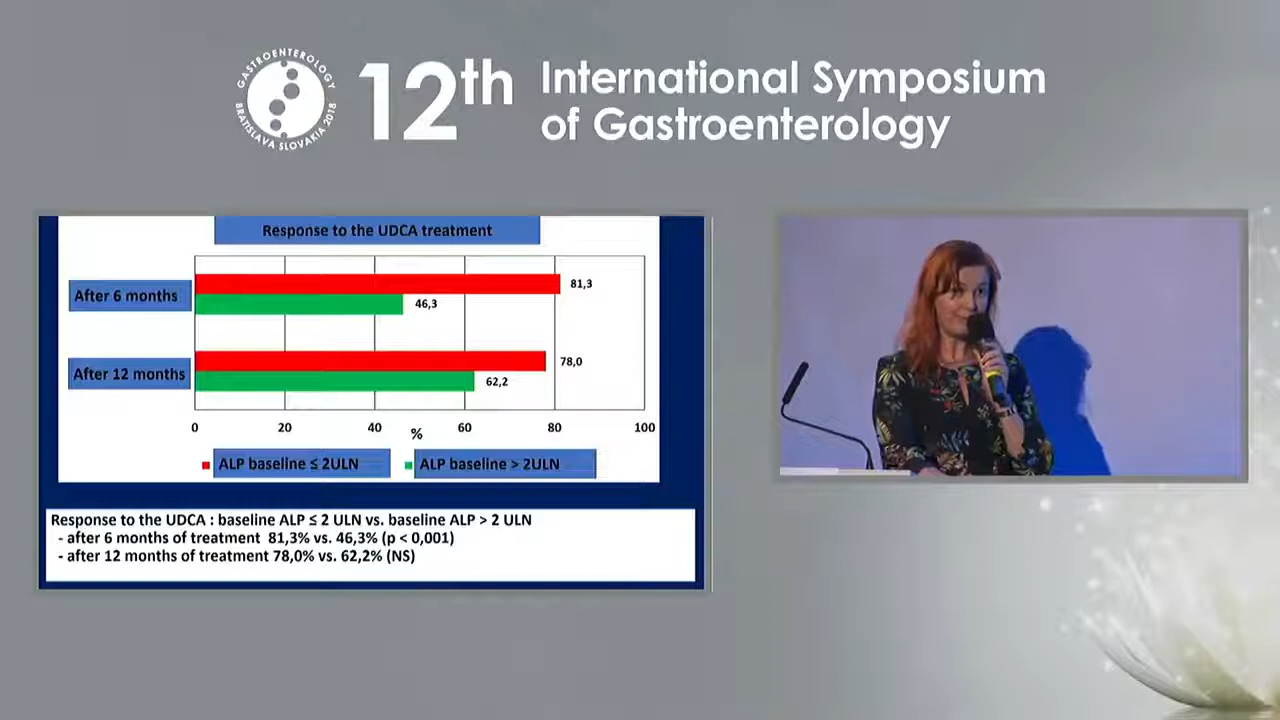 GASTROENTEROLOGY
BRATISLAVA SLOVAKIA 2018
12th
International Symposium
of Gastroenterology
Response to the UDCA treatment
After 6 months
81,3
46,3
After 12 months
78,0
62,2
0 20 40 60 80 100
%
ALP baseline ≤ 2ULN
ALP baseline > 2ULN
Response to the UDCA : baseline ALP ≤ 2 ULN vs. baseline ALP > 2 ULN
- after 6 months of treatment 81,3% vs. 46,3% (p < 0,001)
- after 12 months of treatment 78,0% vs. 62,2% (NS)